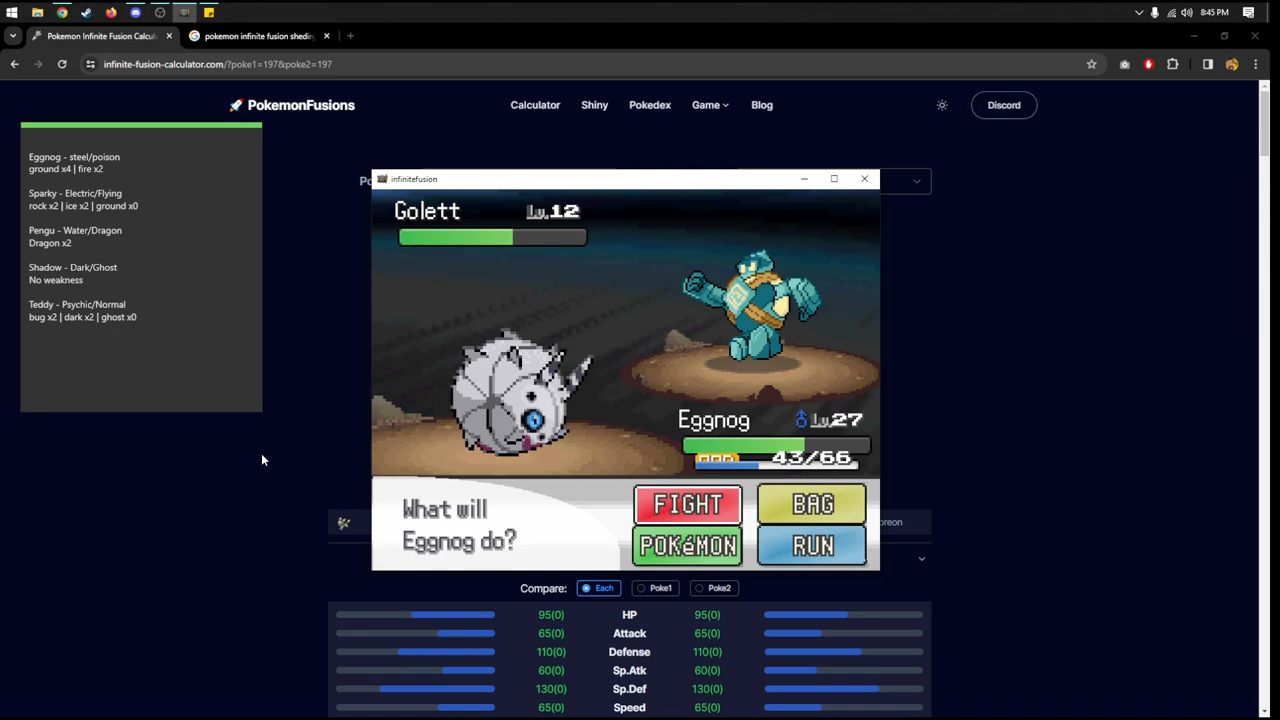 8:45 PM
Pokemon Infinite Fusion Calcul
pokemon infinite fusion sheding
infinite-fusion-calculator.com/?poke1=197&poke2=197
PokemonFusions
Calculator
Shiny
Pokedex
Game
Blog
Discord
Eggnog - steel/poison
ground x4 | fire x2
Sparky - Electric/Flying
rock x2 | ice x2 | ground x0
Pengu - Water/Dragon
Dragon x2
Shadow - Dark/Ghost
No weakness
Teddy - Psychic/Normal
bug x2 | dark x2 | ghost x0
Po
infinitefusion
Golett Lv.12
Eggnog ♂ Lv.27
43/66
What will
Eggnog do?
FIGHT
BAG
POKéMON
RUN
oreon
Compare:
Each
Poke1
Poke2
95(0) HP 95(0)
65(0) Attack 65(0)
110(0) Defense 110(0)
60(0) Sp.Atk 60(0)
130(0) Sp.Def 130(0)
65(0) Speed 65(0)